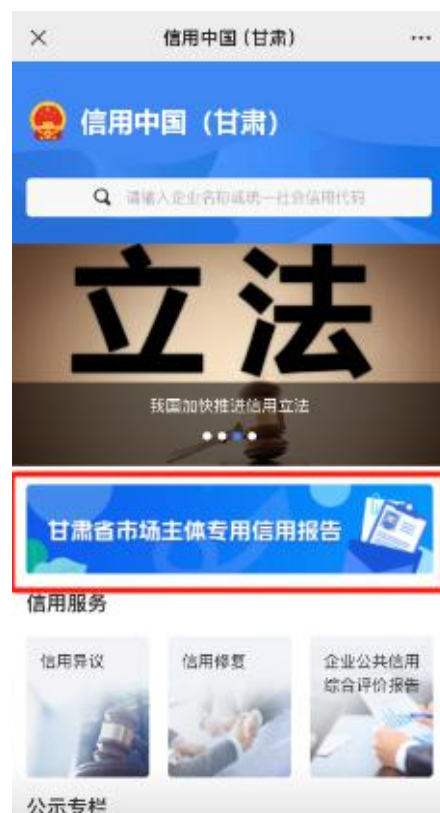 信用中国(甘肃)
信用中国（甘肃）
请输入企业名称或统一社会信用代码
立法
我国加快推进信用立法
甘肃省市场主体专用信用报告
信用服务
信用异议
信用修复
企业公共信用
综合评价报告
公示专栏